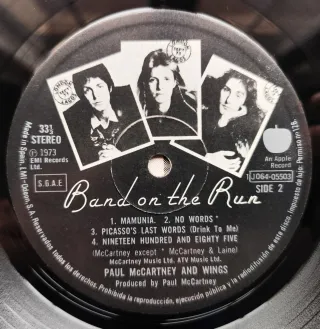 33⅓
STEREO
℗ 1973
EMI Records
Ltd.
S.G.A.E
An Apple
Record
1J064-05503
SIDE 2
Band on the Run
1. MAMUNIA. 2. NO WORDS*
3. PICASSO'S LAST WORDS (Drink To Me)
4. NINETEEN HUNDRED AND EIGHTY FIVE
(McCartney except * McCartney & Laine)
McCartney Music Ltd. ATV Music Ltd.
PAUL McCARTNEY AND WINGS
Produced by Paul McCartney
Made in Spain. EMI-Odeon, S.A. Reservados todos los derechos. Prohibida la reproducción, ejecución pública y la radiodifusión de este disco. Impuesto de lujo: Permiso nº 126.